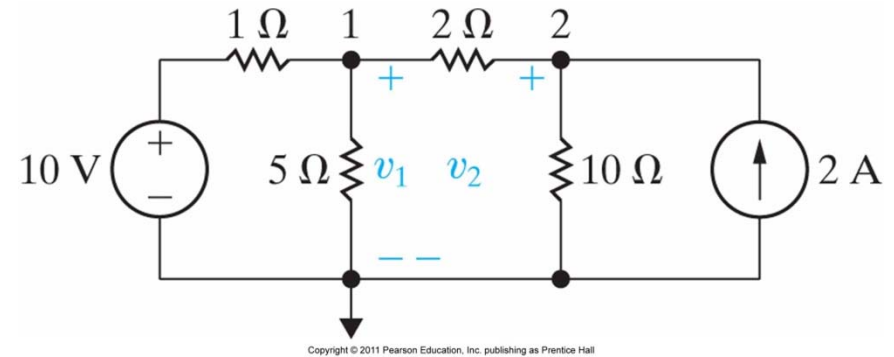 1 Ω 1 2 Ω 2
+ +
10 V + − 5 Ω v₁ v₂ 10 Ω 2 A
− −
Copyright © 2011 Pearson Education, Inc. publishing as Prentice Hall